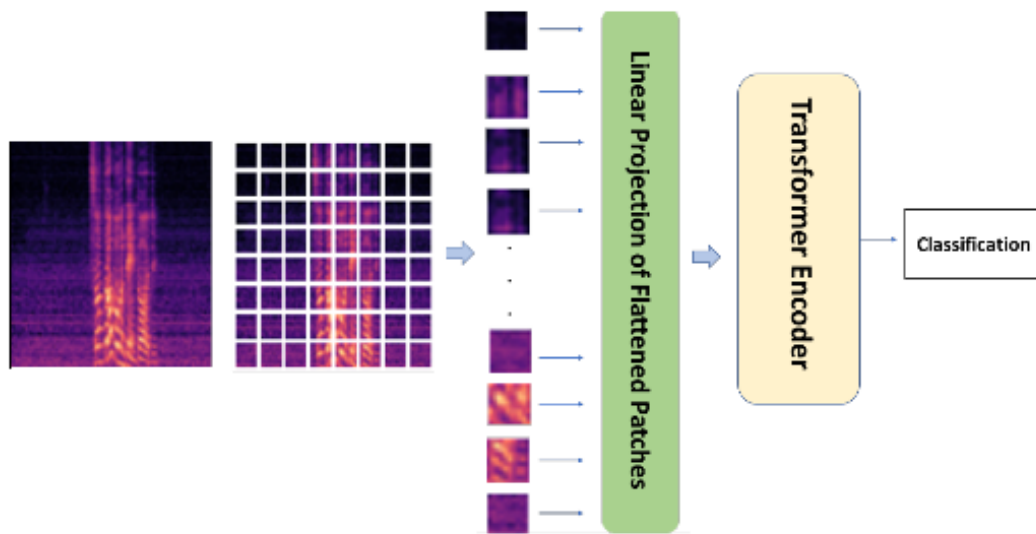 Linear Projection of Flattened Patches
Transformer Encoder
Classification